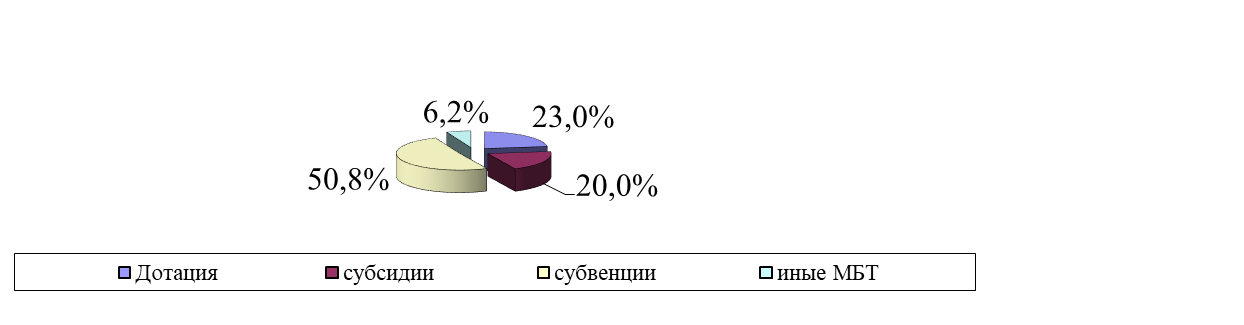 6,2%
23,0%
50,8%
20,0%
Дотация субсидии субвенции иные МБТ